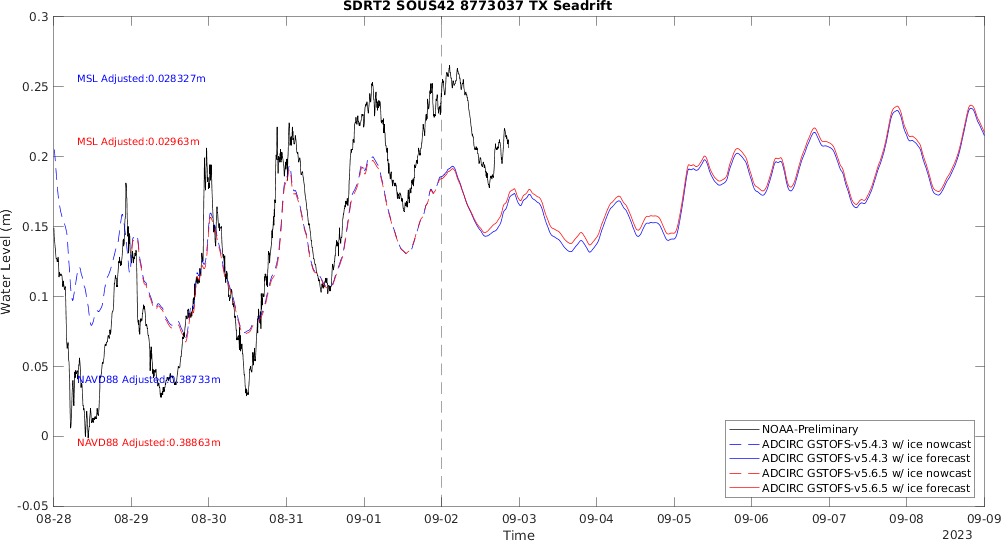 SDRT2 SOUS42 8773037 TX Seadrift
0.3
0.25
0.2
0.15
0.1
0.05
0
-0.05
Water Level (m)
MSL Adjusted:0.028327m
MSL Adjusted:0.02963m
NAVD88 Adjusted:0.38733m
NAVD88 Adjusted:0.38863m
NOAA-Preliminary
ADCIRC GSTOFS-v5.4.3 w/ ice nowcast
ADCIRC GSTOFS-v5.4.3 w/ ice forecast
ADCIRC GSTOFS-v5.6.5 w/ ice nowcast
ADCIRC GSTOFS-v5.6.5 w/ ice forecast
08-28 08-29 08-30 08-31 09-01 09-02 09-03 09-04 09-05 09-06 09-07 09-08 09-09
Time
2023